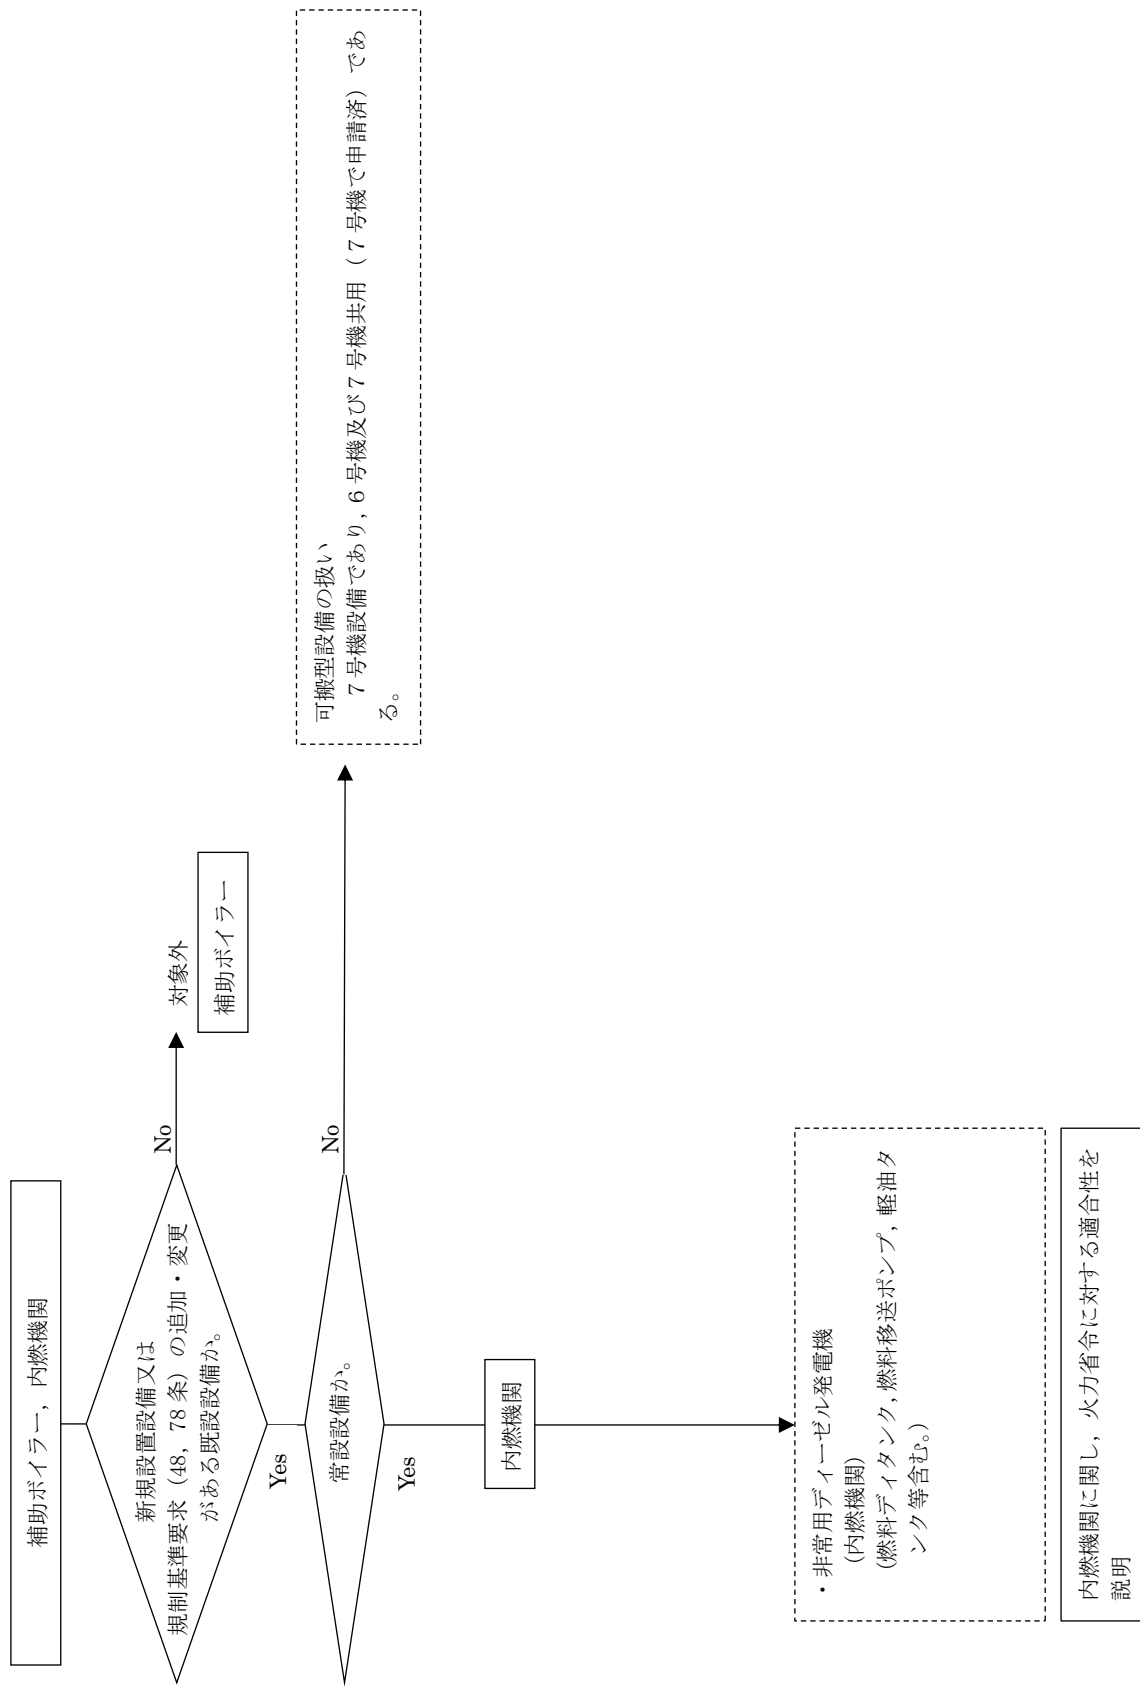 補助ボイラー，内燃機関
新規設置設備又は
規制基準要求（48，78 条）の追加・変更
がある既設設備か。
No
対象外
補助ボイラー
Yes
常設設備か。
No
可搬型設備の扱い
７号機設備であり，６号機及び７号機共用（７号機で申請済）であ
る。
Yes
内燃機関
・非常用ディーゼル発電機
（内燃機関）
（燃料ディタンク，燃料移送ポンプ，軽油タ
ンク等含む。）
内燃機関に関し，火力省令に対する適合性を
説明